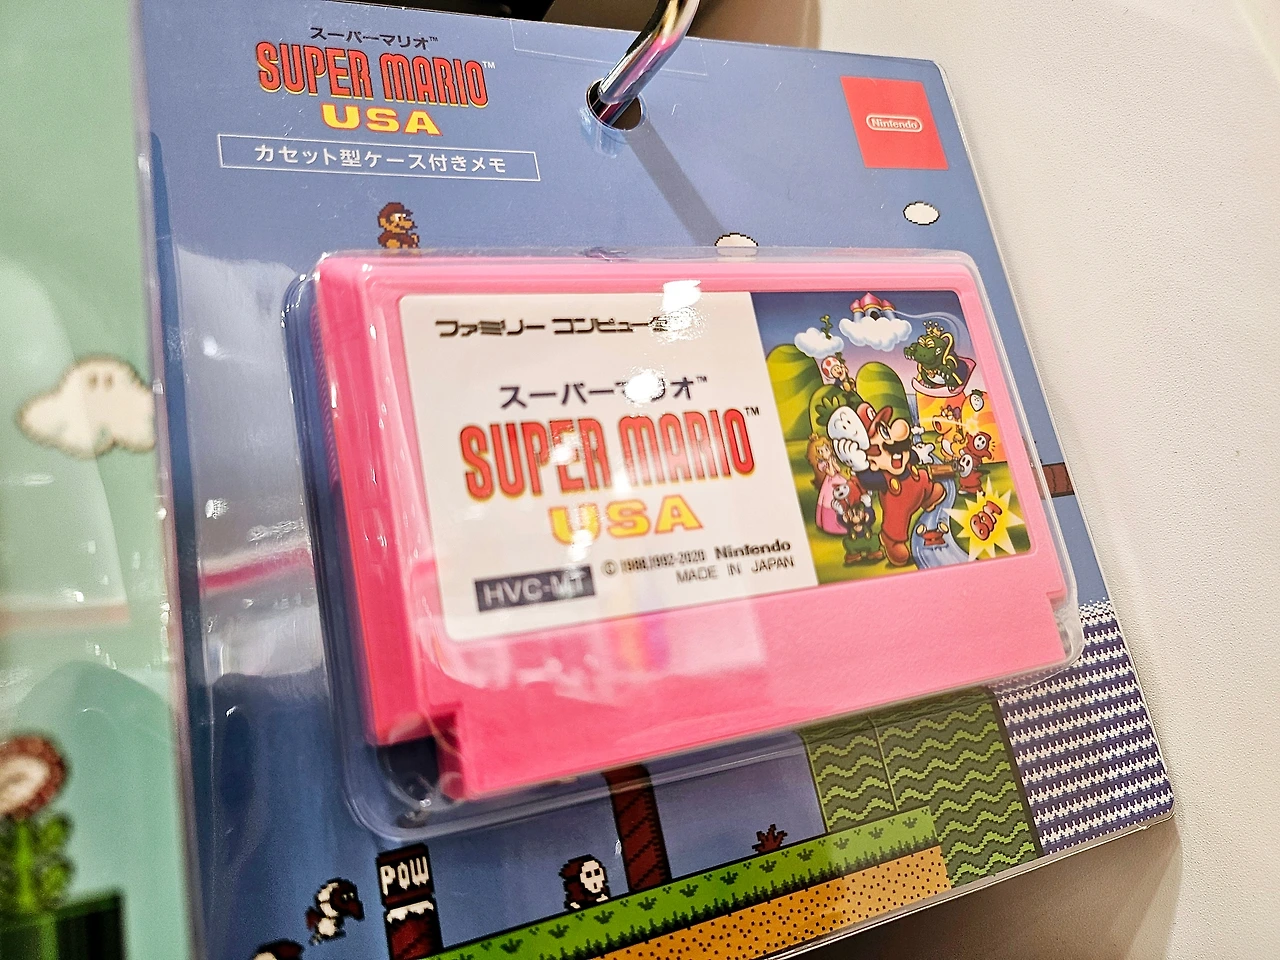 スーパーマリオ™
SUPER MARIO™
USA
カセット型ケース付きメモ
Nintendo
ファミリー コンピュータ
スーパーマリオ™
SUPER MARIO™
USA
© 1988,1992-2020 Nintendo
MADE IN JAPAN
HVC-MT
BOM
POW